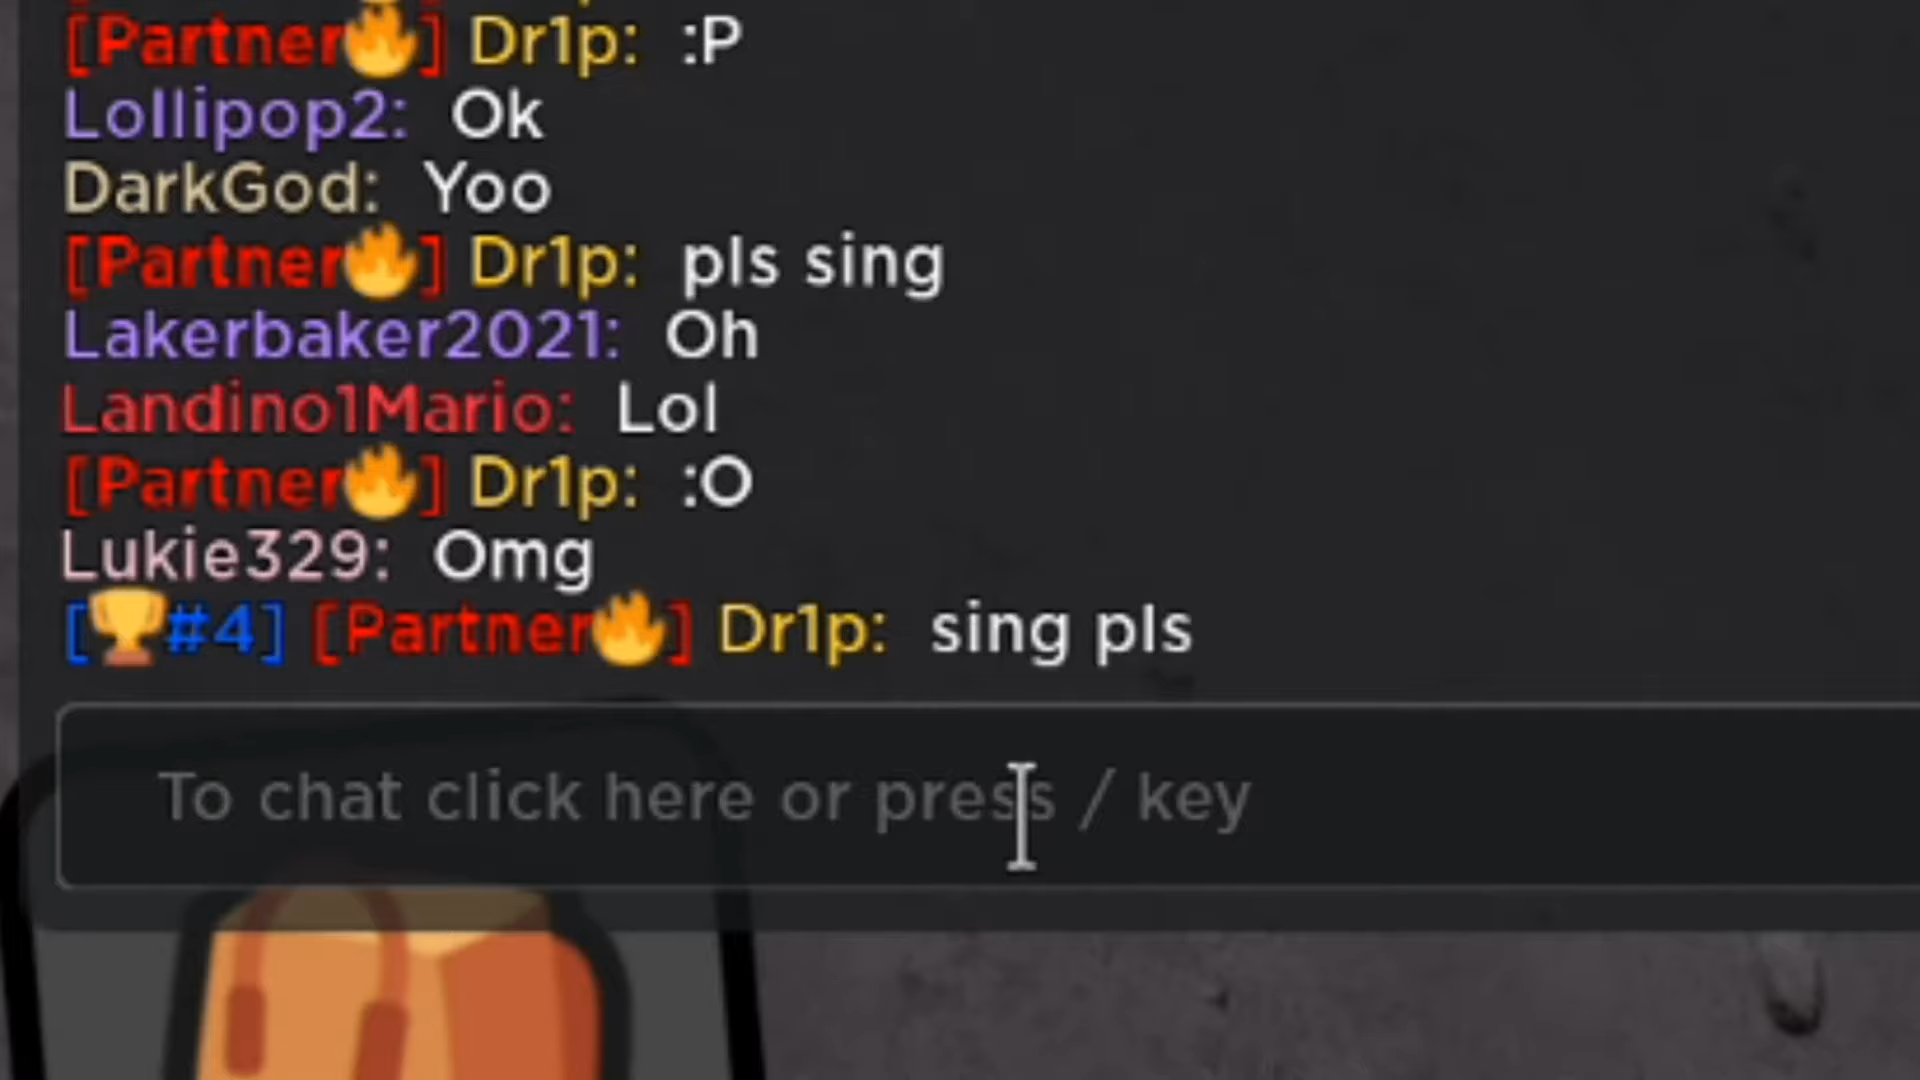 [Partner🔥] Dr1p: :P
Lollipop2: Ok
DarkGod: Yoo
[Partner🔥] Dr1p: pls sing
Lakerbaker2021: Oh
Landino1Mario: Lol
[Partner🔥] Dr1p: :O
Lukie329: Omg
[🏆#4] [Partner🔥] Dr1p: sing pls
To chat click here or press / key